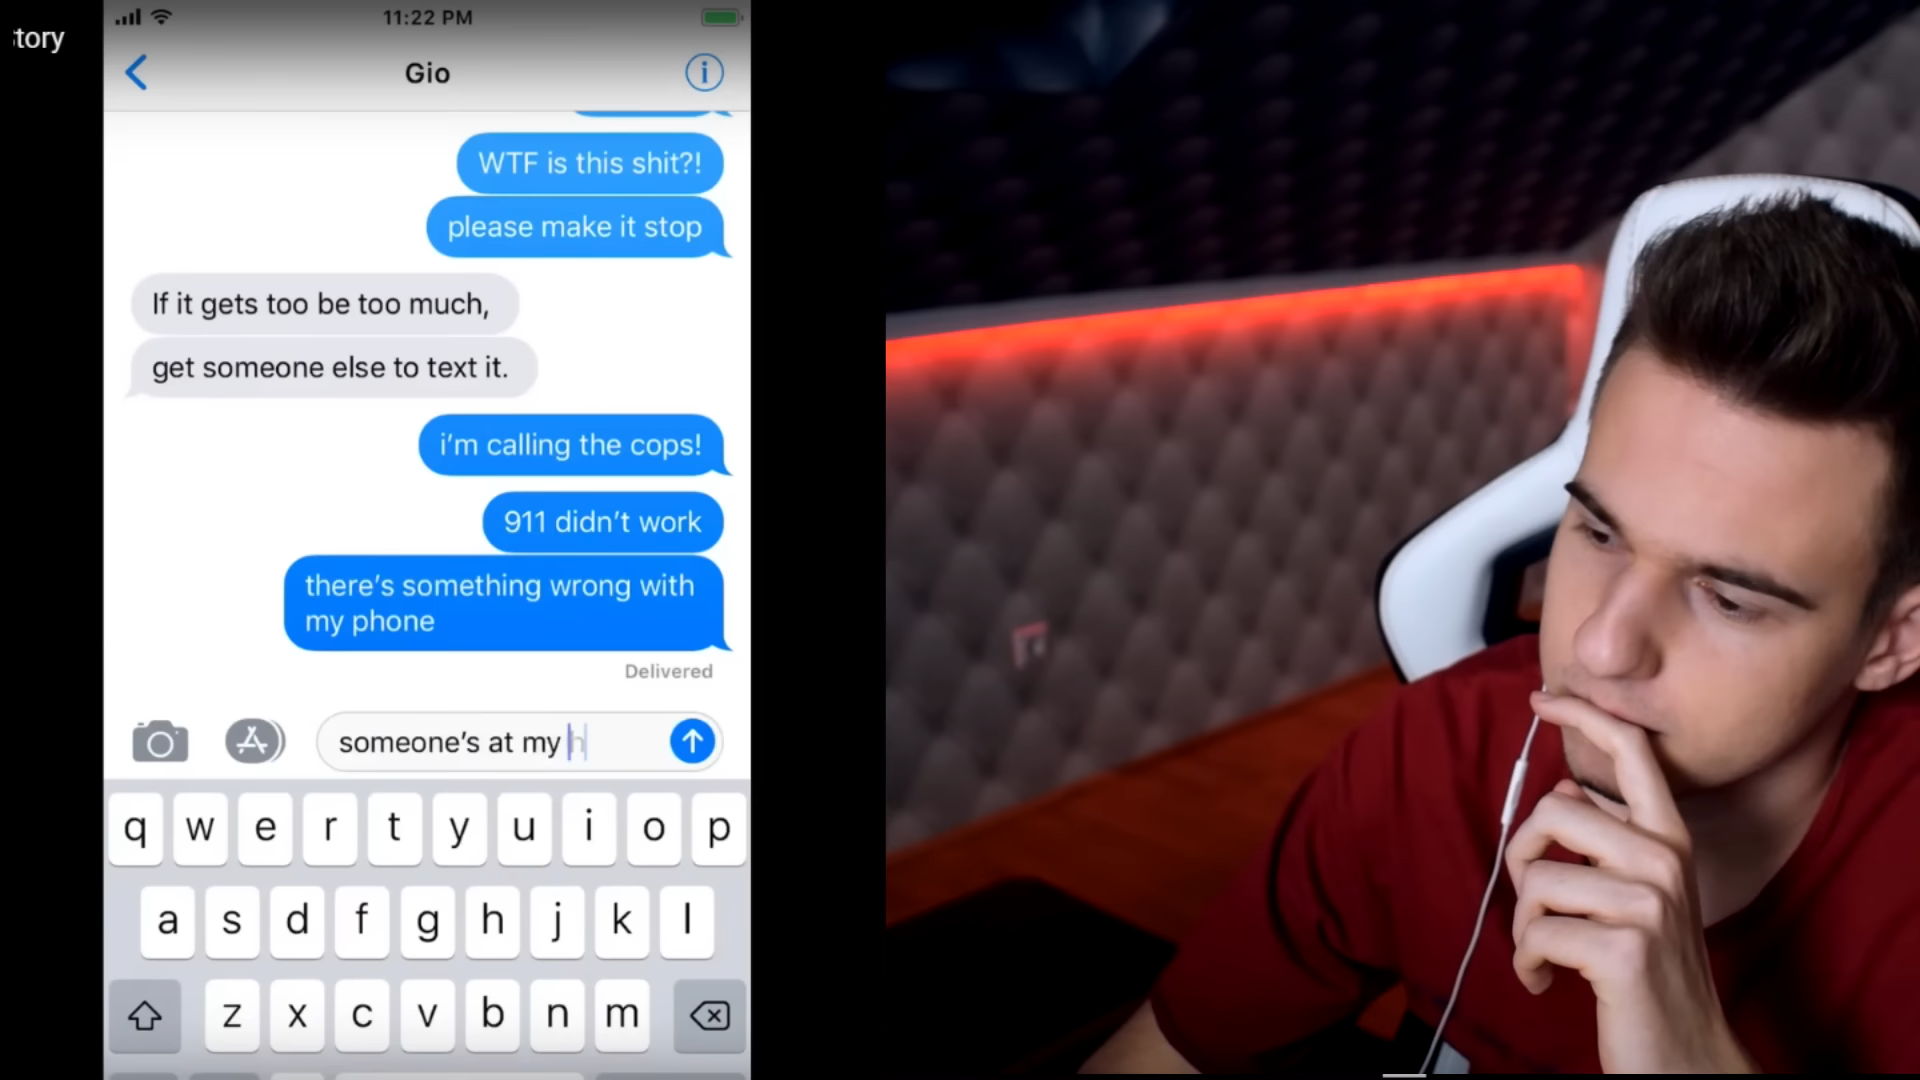 tory
11:22 PM
Gio
WTF is this shit?!
please make it stop
If it gets too be too much,
get someone else to text it.
i'm calling the cops!
911 didn't work
there's something wrong with
my phone
Delivered
someone's at my h
q w e r t y u i o p
a s d f g h j k l
z x c v b n m